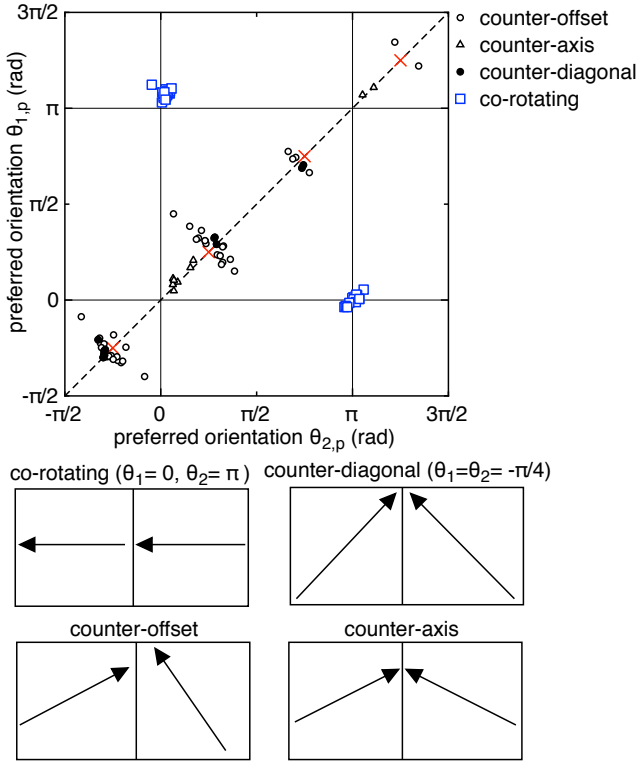 3π/2
π
π/2
0
-π/2
preferred orientation θ1,p (rad)
-π/2
0
π/2
π
3π/2
preferred orientation θ2,p (rad)
counter-offset
counter-axis
counter-diagonal
co-rotating
co-rotating (θ1= 0, θ2= π )
counter-diagonal (θ1=θ2= -π/4)
counter-offset
counter-axis